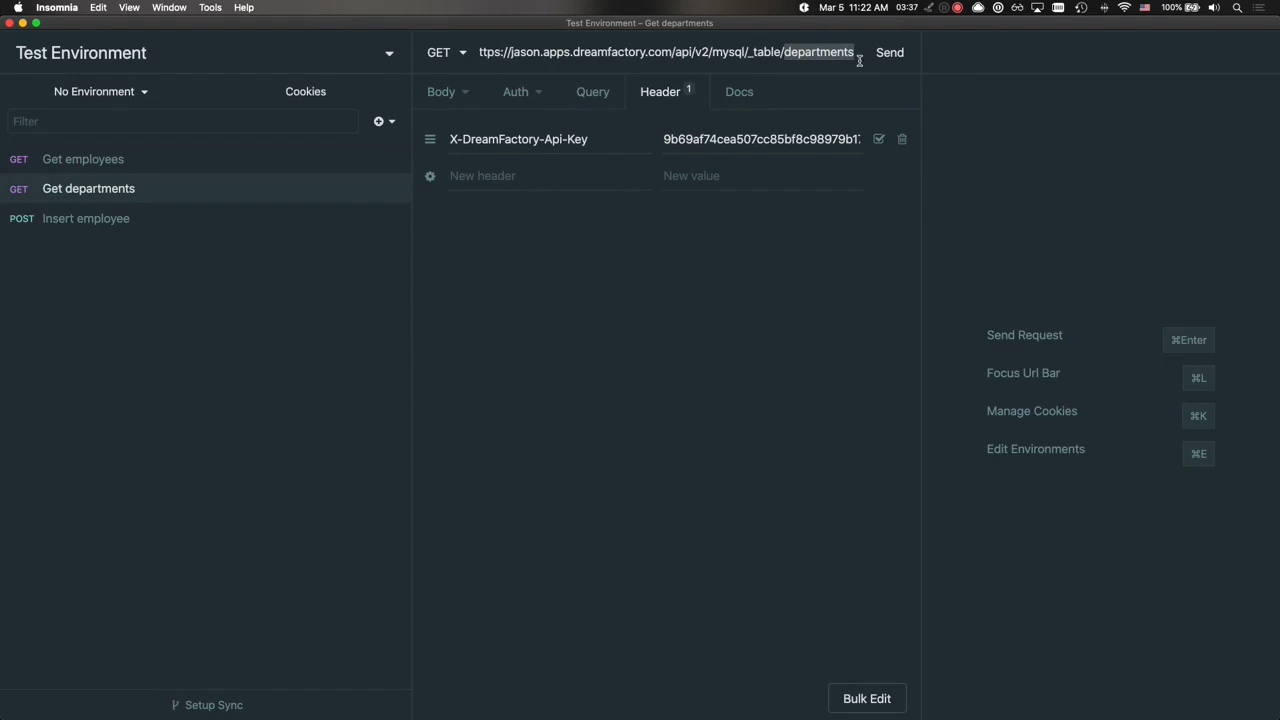 Insomnia Edit View Window Tools Help Mar 5 11:22 AM 03:37 100%
Test Environment – Get departments
Test Environment
GET ttps://jason.apps.dreamfactory.com/api/v2/mysql/_table/departments Send
No Environment Cookies
Body Auth Query Header 1 Docs
Filter
X-DreamFactory-Api-Key 9b69af74cea507cc85bf8c98979b1
New header New value
GET Get employees
GET Get departments
POST Insert employee
Send Request ⌘Enter
Focus Url Bar ⌘L
Manage Cookies ⌘K
Edit Environments ⌘E
Bulk Edit
Setup Sync